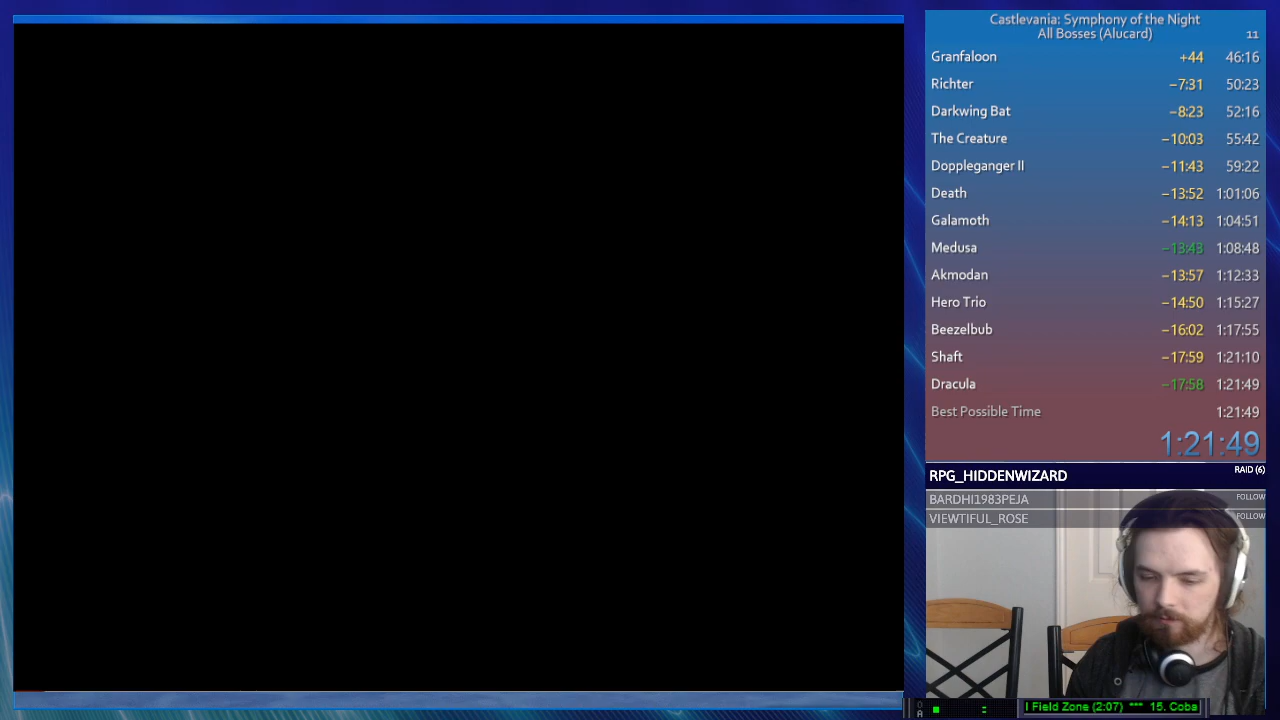 Castlevania: Symphony of the Night
All Bosses (Alucard) 11
Granfaloon +44 46:16
Richter −7:31 50:23
Darkwing Bat −8:23 52:16
The Creature −10:03 55:42
Doppleganger II −11:43 59:22
Death −13:52 1:01:06
Galamoth −14:13 1:04:51
Medusa −13:43 1:08:48
Akmodan −13:57 1:12:33
Hero Trio −14:50 1:15:27
Beezelbub −16:02 1:17:55
Shaft −17:59 1:21:10
Dracula −17:58 1:21:49
Best Possible Time 1:21:49
1:21:49
RPG_HIDDENWIZARD RAID (6)
BARDHI1983PEJA FOLLOW
VIEWTIFUL_ROSE FOLLOW
l Field Zone (2:07) *** 15. Coba